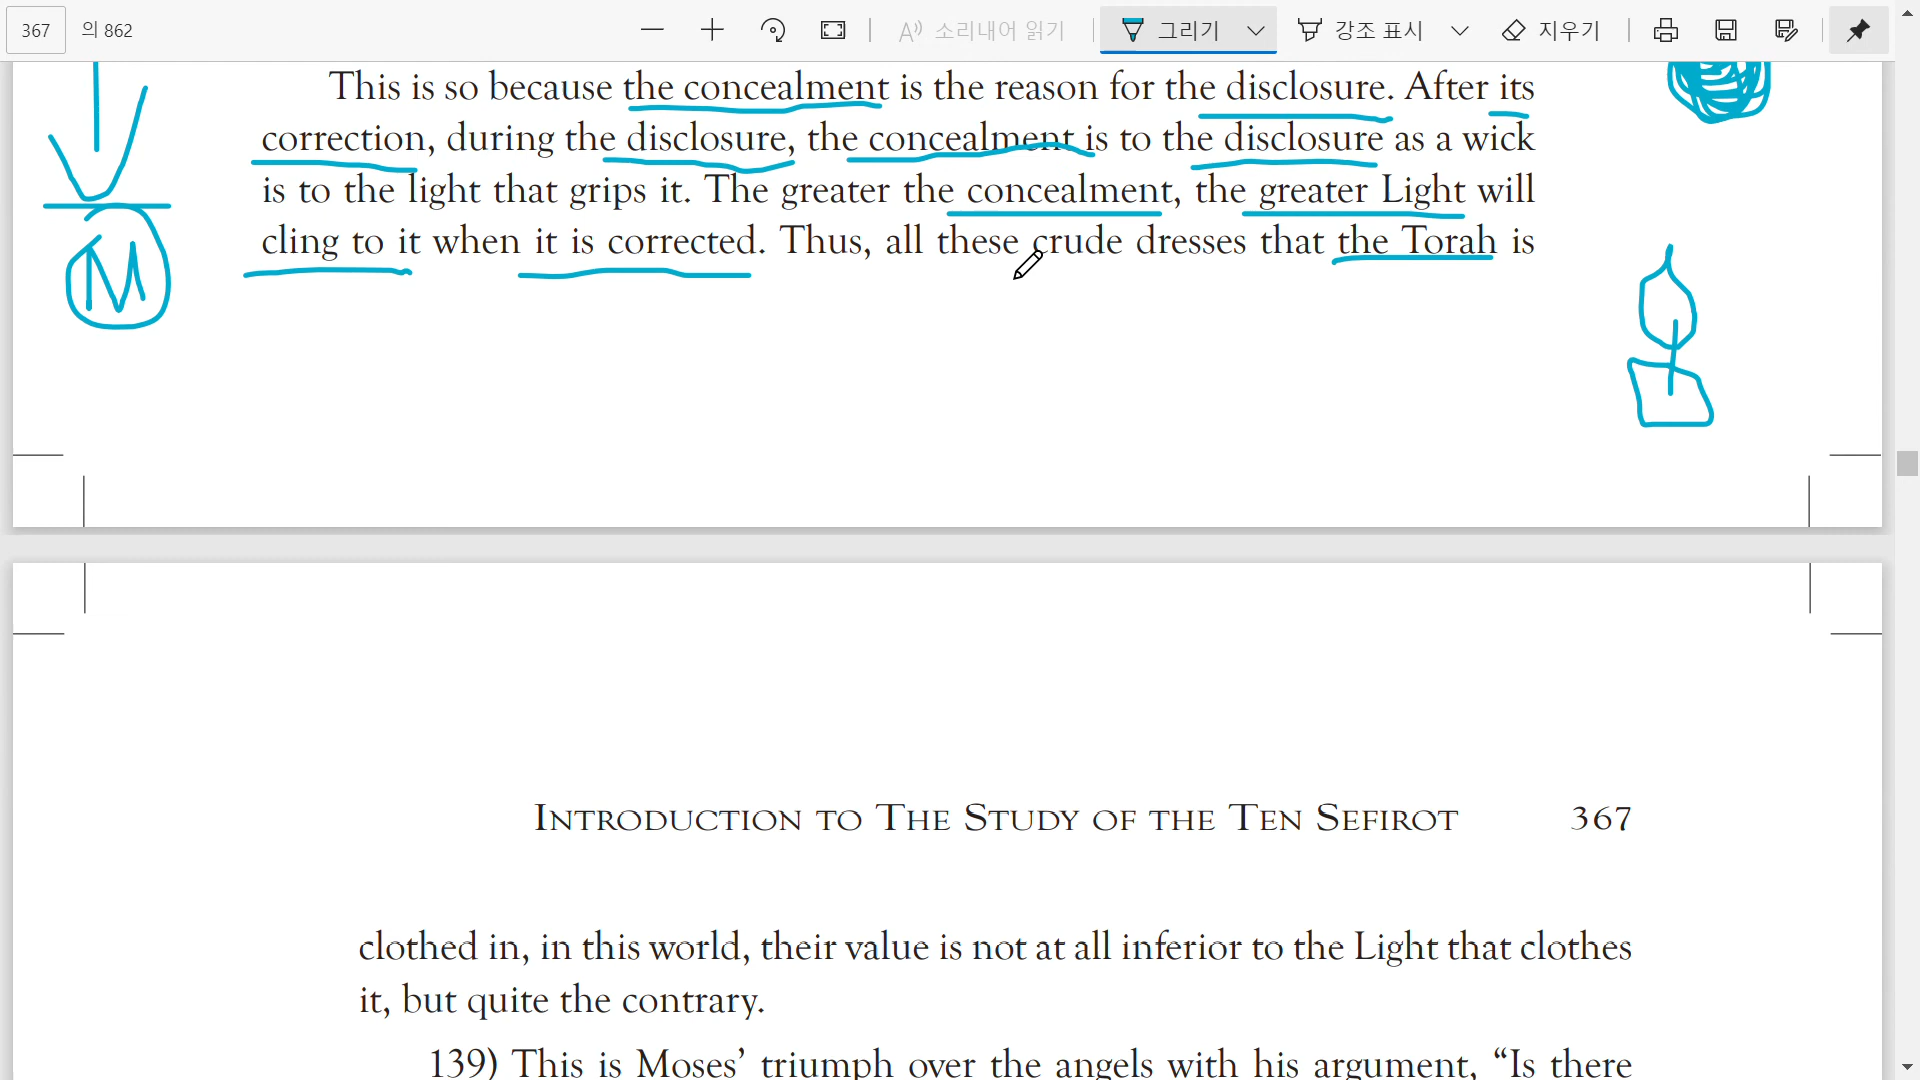 367 의 862 소리내어 읽기 그리기 강조 표시 지우기
This is so because the concealment is the reason for the disclosure. After its
correction, during the disclosure, the concealment is to the disclosure as a wick
is to the light that grips it. The greater the concealment, the greater Light will
cling to it when it is corrected. Thus, all these crude dresses that the Torah is
M
INTRODUCTION TO THE STUDY OF THE TEN SEFIROT 367
clothed in, in this world, their value is not at all inferior to the Light that clothes
it, but quite the contrary.
139) This is Moses’ triumph over the angels with his argument, “Is there